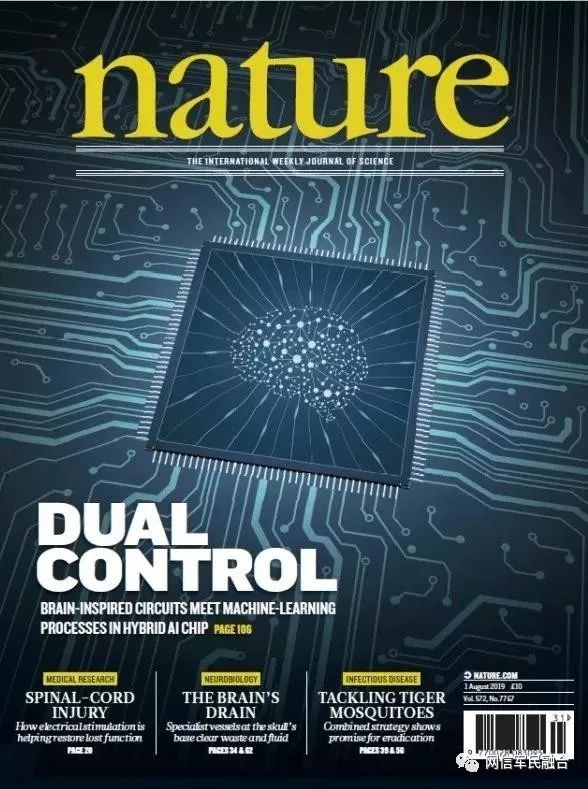 nature
THE INTERNATIONAL WEEKLY JOURNAL OF SCIENCE
DUAL
CONTROL
BRAIN-INSPIRED CIRCUITS MEET MACHINE-LEARNING
PROCESSES IN HYBRID AI CHIP PAGE 106
MEDICAL RESEARCH
SPINAL-CORD
INJURY
How electrical stimulation is
helping restore lost function
PAGE 20
NEUROBIOLOGY
THE BRAIN'S
DRAIN
Specialist vessels at the skull's
base clear waste and fluid
PAGES 34 & 62
INFECTIOUS DISEASE
TACKLING TIGER
MOSQUITOES
Combined strategy shows
promise for eradication
PAGES 39 & 56
NATURE.COM
1 August 2019 £10
Vol. 572, No. 7767
31
网信军民融合